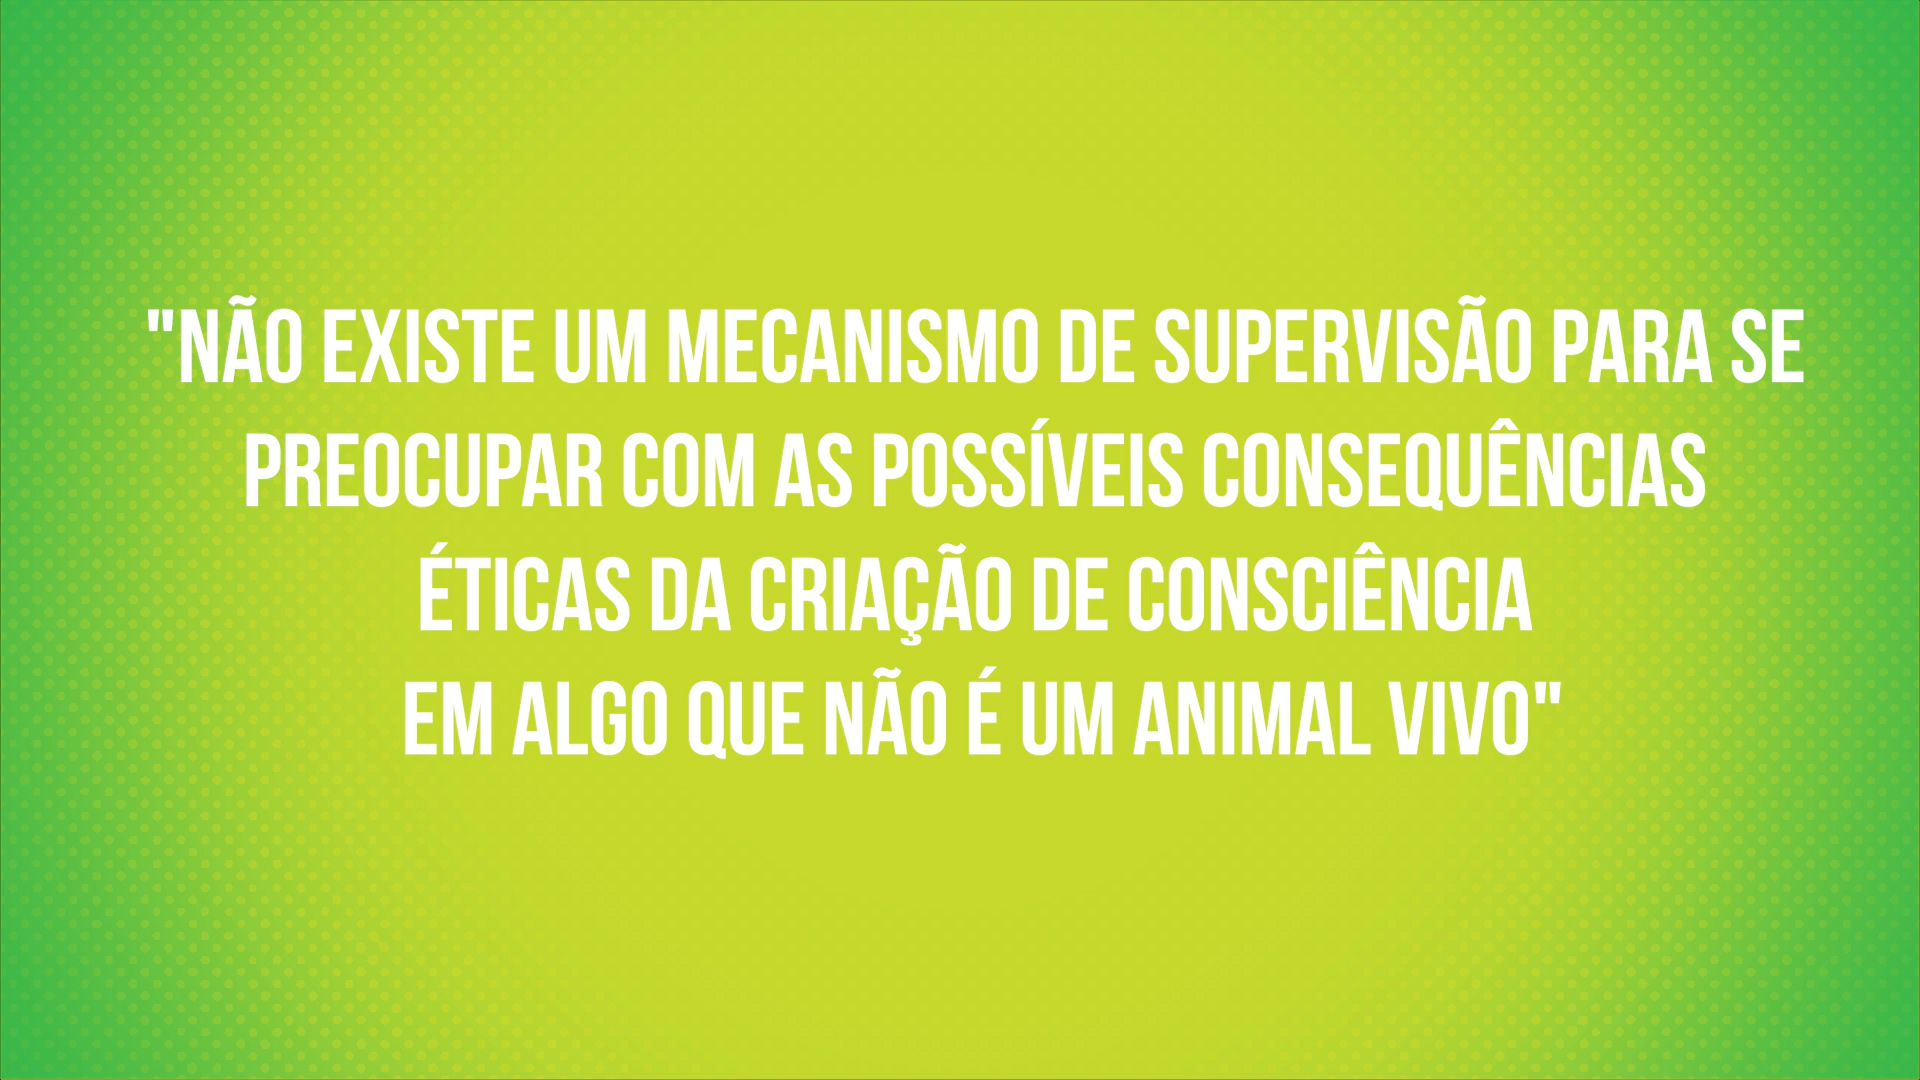 "NÃO EXISTE UM MECANISMO DE SUPERVISÃO PARA SE
PREOCUPAR COM AS POSSÍVEIS CONSEQUÊNCIAS
ÉTICAS DA CRIAÇÃO DE CONSCIÊNCIA
EM ALGO QUE NÃO É UM ANIMAL VIVO"